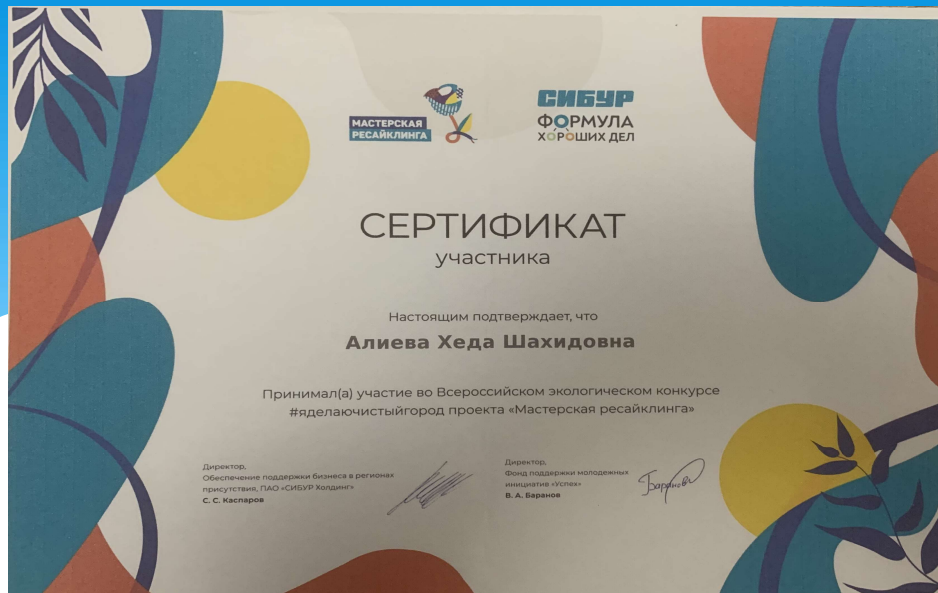 МАСТЕРСКАЯ
РЕСАЙКЛИНГА
СИБУР
ФОРМУЛА
ХОРОШИХ ДЕЛ
СЕРТИФИКАТ
участника
Настоящим подтверждает, что
Алиева Хеда Шахидовна
Принимал(а) участие во Всероссийском экологическом конкурсе
#яделаючистыйгород проекта «Мастерская ресайклинга»
Директор,
Обеспечение поддержки бизнеса в регионах
присутствия, ПАО «СИБУР Холдинг»
С. С. Каспаров
Директор,
Фонд поддержки молодежных
инициатив «Успех»
В. А. Баранов